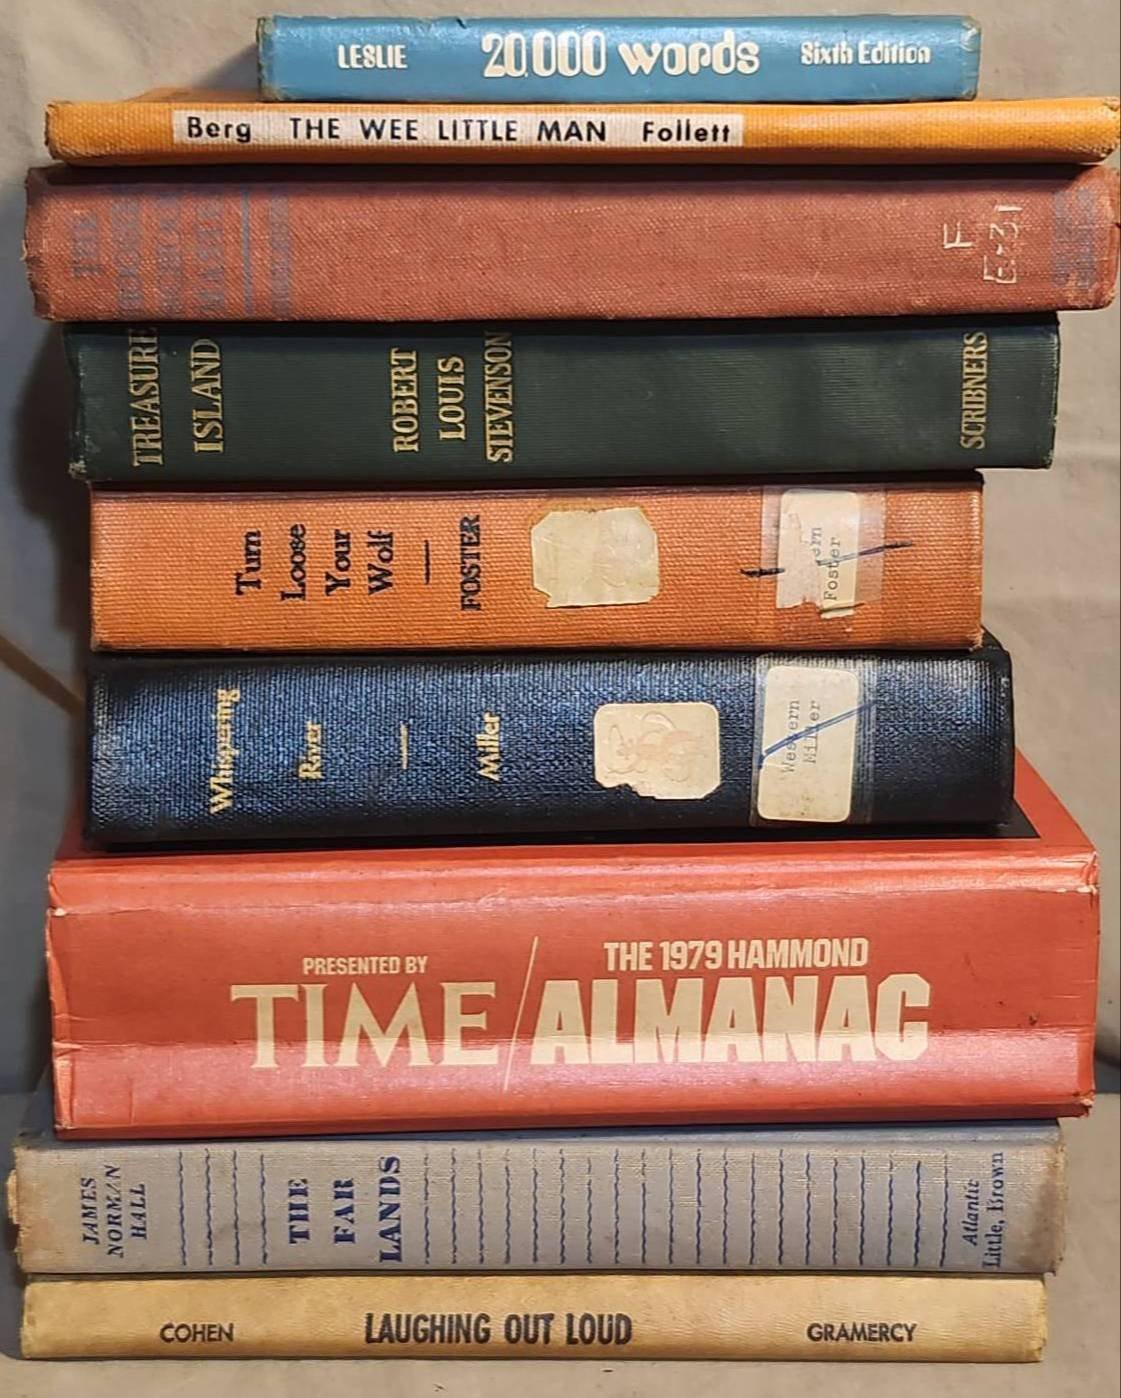 LESLIE 20,000 words Sixth Edition
Berg THE WEE LITTLE MAN Follett
THE
F
TREASURE
ISLAND
ROBERT
LOUIS
STEVENSON
SCRIBNERS
Turn
Loose
Your
Wolf
—
FOSTER
Foster
Whispering
River
—
Miller
Western
Miller
PRESENTED BY
TIME/
THE 1979 HAMMOND
ALMANAC
JAMES
NORMAN
HALL
THE
FAR
LANDS
Atlantic
Little, Brown
COHEN LAUGHING OUT LOUD GRAMERCY